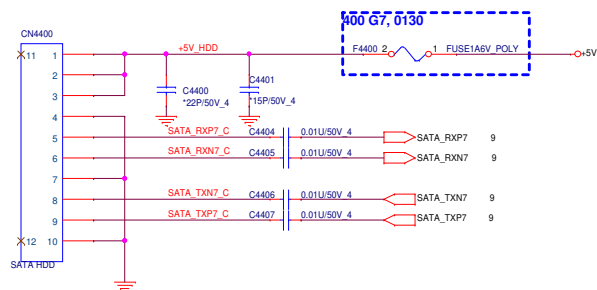 400 G7, 0130
CN4400
+5V_HDD
F4400 2 1 FUSE1A6V_POLY
+5V
11 1
2
3
C4400
*22P/50V_4
C4401
*15P/50V_4
4
5 SATA_RXP7_C C4404 0.01U/50V_4 SATA_RXP7 9
6 SATA_RXN7_C C4405 0.01U/50V_4 SATA_RXN7 9
7
8 SATA_TXN7_C C4406 0.01U/50V_4 SATA_TXN7 9
9 SATA_TXP7_C C4407 0.01U/50V_4 SATA_TXP7 9
12 10
SATA HDD